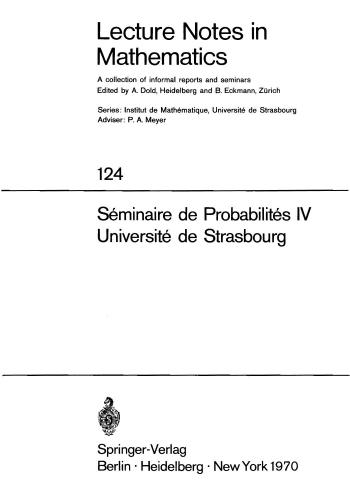 Lecture Notes in
Mathematics
A collection of informal reports and seminars
Edited by A. Dold, Heidelberg and B. Eckmann, Zürich
Series: Institut de Mathématique, Université de Strasbourg
Adviser: P. A. Meyer
124
Séminaire de Probabilités IV
Université de Strasbourg
Springer-Verlag
Berlin · Heidelberg · New York 1970